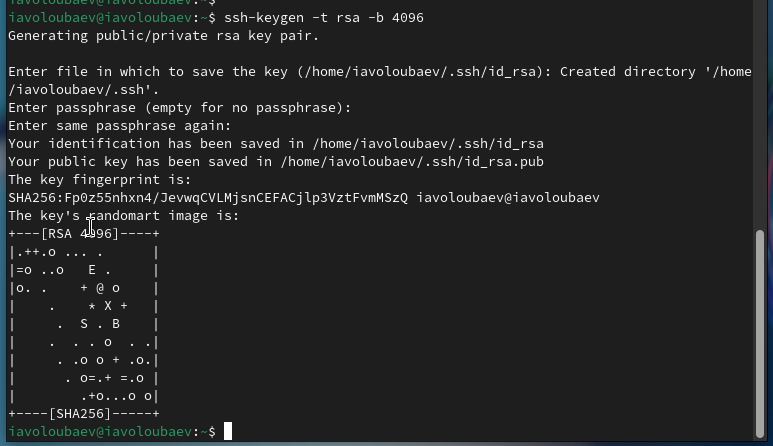 iavoloubaev@iavoloubaev:~$
iavoloubaev@iavoloubaev:~$ ssh-keygen -t rsa -b 4096
Generating public/private rsa key pair.
Enter file in which to save the key (/home/iavoloubaev/.ssh/id_rsa): Created directory '/home
/iavoloubaev/.ssh'.
Enter passphrase (empty for no passphrase):
Enter same passphrase again:
Your identification has been saved in /home/iavoloubaev/.ssh/id_rsa
Your public key has been saved in /home/iavoloubaev/.ssh/id_rsa.pub
The key fingerprint is:
SHA256:Fp0z55nhxn4/JevwqCVLMjsnCEFACjlp3VztFvmMSzQ iavoloubaev@iavoloubaev
The key's randomart image is:
+---[RSA 4096]----+
|.++.o ... .      |
|=o ..o   E .     |
|o. .    + @ o    |
|    .    * X +   |
|     .  S . B    |
|    .  . . o  . .|
|     . .o o + .o.|
|      . o=.+ =.o |
|        .+o...o o|
+----[SHA256]-----+
iavoloubaev@iavoloubaev:~$